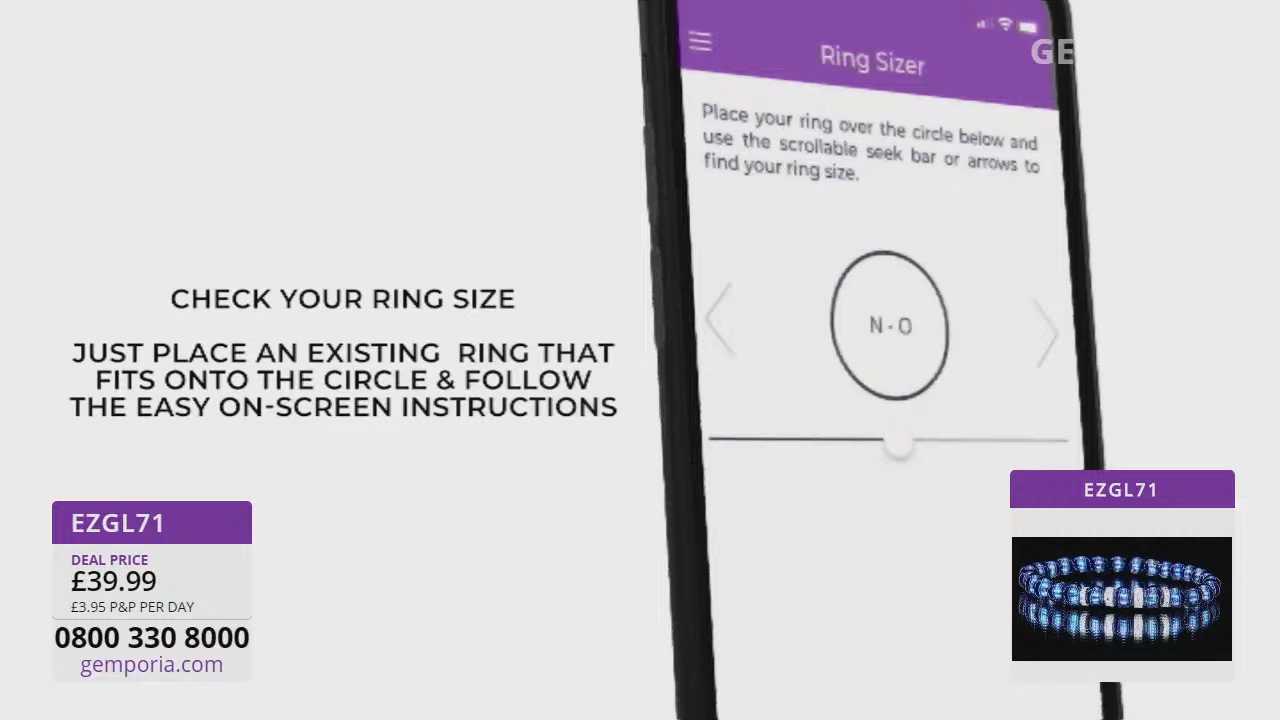 GE
Ring Sizer
Place your ring over the circle below and
use the scrollable seek bar or arrows to
find your ring size.
N - O
CHECK YOUR RING SIZE
JUST PLACE AN EXISTING RING THAT
FITS ONTO THE CIRCLE & FOLLOW
THE EASY ON-SCREEN INSTRUCTIONS
EZGL71
DEAL PRICE
£39.99
£3.95 P&P PER DAY
0800 330 8000
gemporia.com
EZGL71